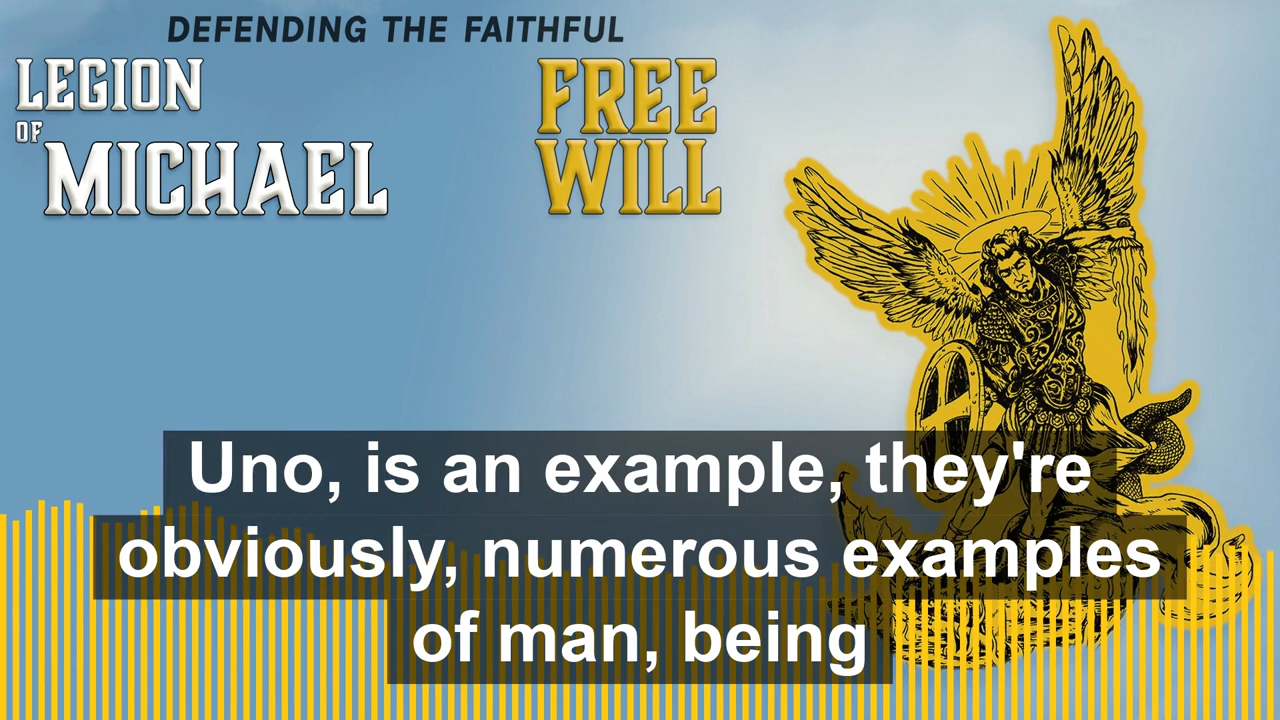 DEFENDING THE FAITHFUL
LEGION
OF
MICHAEL
FREE
WILL
Uno, is an example, they're
obviously, numerous examples
of man, being